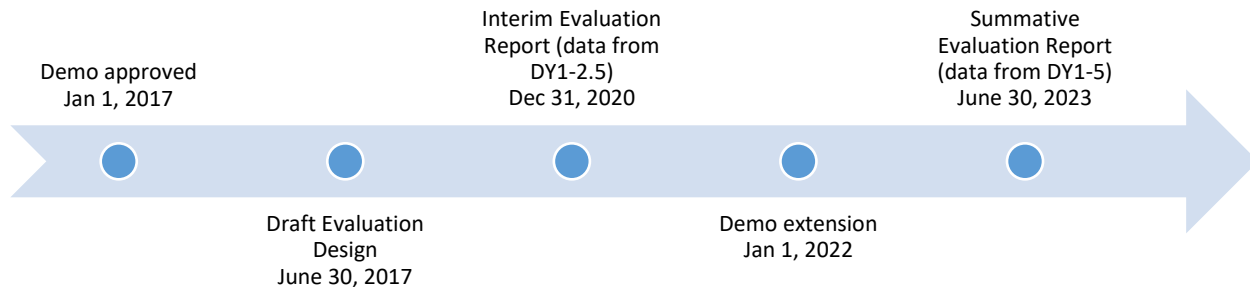 Demo approved
Jan 1, 2017
Draft Evaluation
Design
June 30, 2017
Interim Evaluation
Report (data from
DY1-2.5)
Dec 31, 2020
Demo extension
Jan 1, 2022
Summative
Evaluation Report
(data from DY1-5)
June 30, 2023